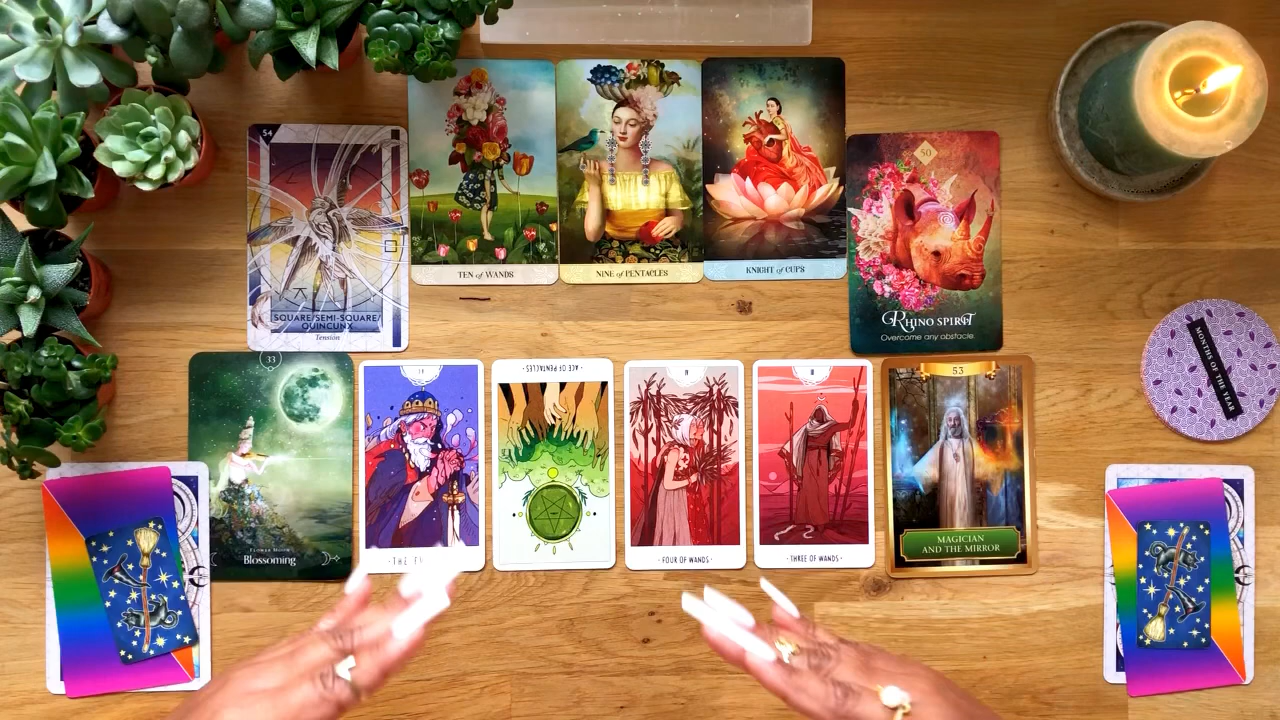 54
SQUARE/SEMI-SQUARE/
QUINCUNX
Tension
TEN of WANDS
NINE of PENTACLES
KNIGHT of CUPS
50
RHINO SPIRIT
Overcome any obstacle.
MONTHS OF THE YEAR
33
FLOWER MOON
Blossoming
· THE
· ACE OF PENTACLES ·
· FOUR OF WANDS ·
III
· THREE OF WANDS ·
53
MAGICIAN
AND THE MIRROR